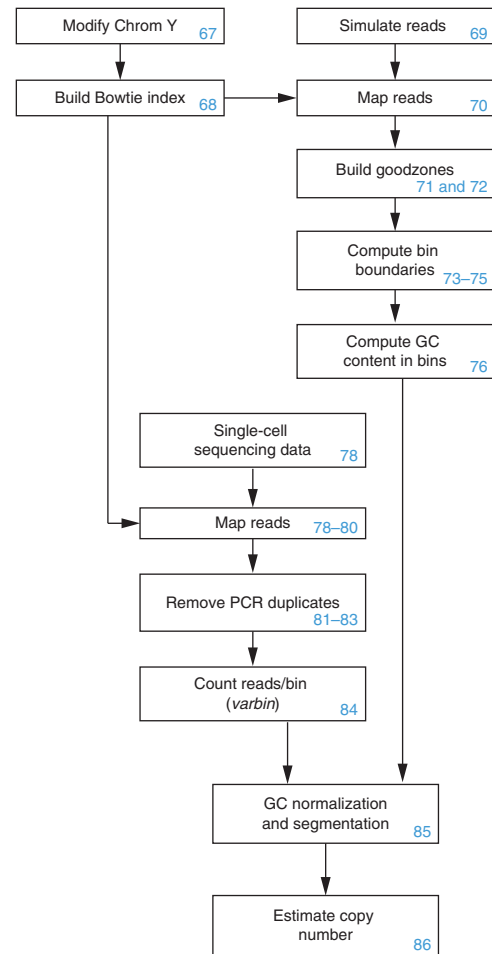 Modify Chrom Y
67
Simulate reads
69
Build Bowtie index
68
Map reads
70
Build goodzones
71 and 72
Compute bin
boundaries
73–75
Compute GC
content in bins
76
Single-cell
sequencing data
78
Map reads
78–80
Remove PCR duplicates
81–83
Count reads/bin
(varbin)
84
GC normalization
and segmentation
85
Estimate copy
number
86